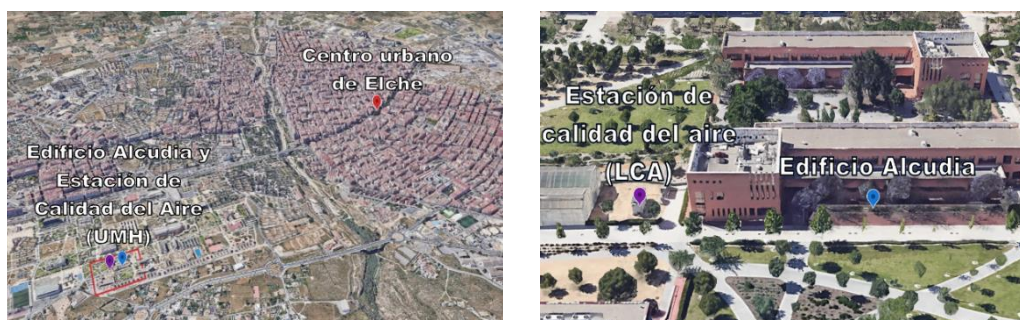 Centro urbano
de Elche
Edificio Alcudia y
Estación de
Calidad del Aire
(UMH)
Estación de
calidad del aire
(LCA)
Edificio Alcudia